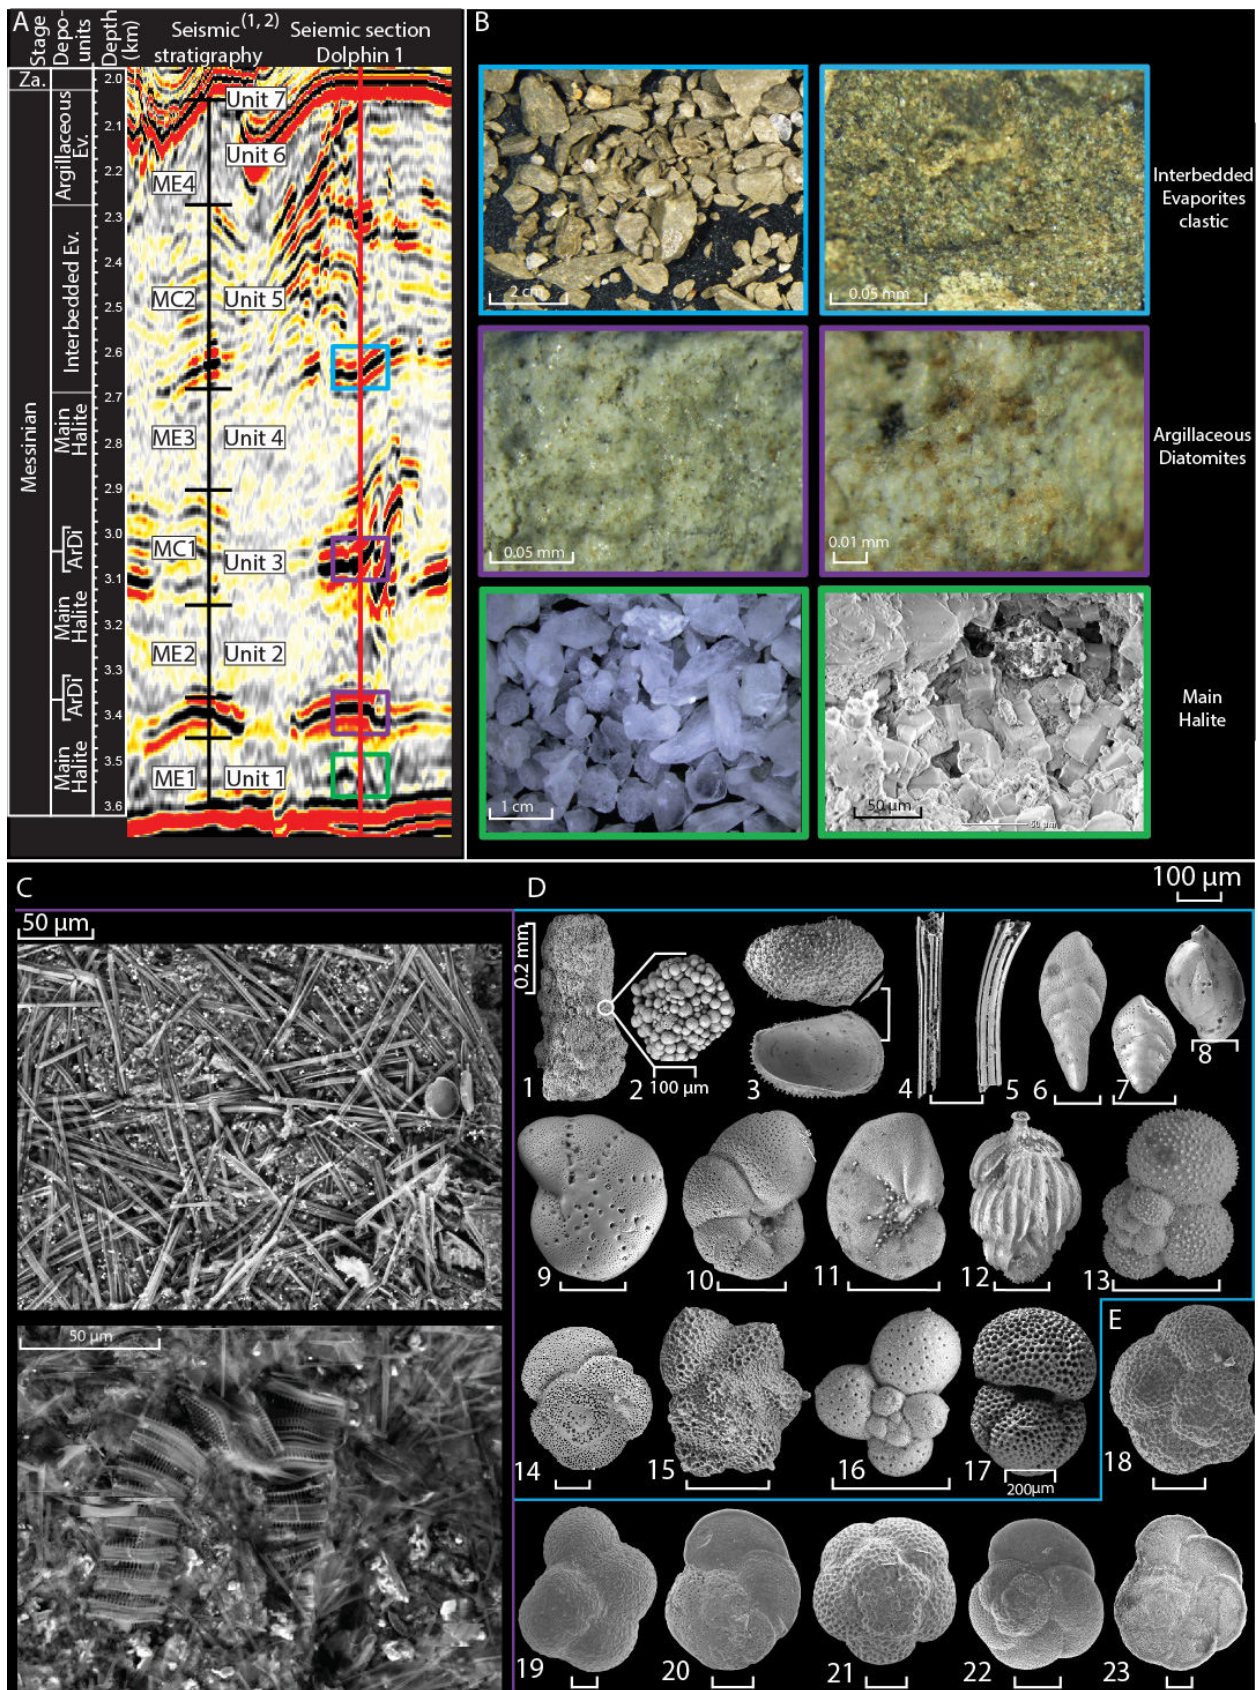 A
Stage
Depo-
units
Depth
(km)
Seismic(1, 2)
stratigraphy
Seiemic section
Dolphin 1
Za.
Messinian
Argillaceous
Ev.
Interbedded Ev.
Main
Halite
ArDi
Main
Halite
ArDi
Main
Halite
2.0
2.1
2.2
2.3
2.4
2.5
2.6
2.7
2.8
2.9
3.0
3.1
3.2
3.3
3.4
3.5
3.6
Unit 7
Unit 6
ME4
MC2
Unit 5
ME3
Unit 4
MC1
Unit 3
ME2
Unit 2
ME1
Unit 1
B
2 cm
0.05 mm
Interbedded
Evaporites
clastic
0.05 mm
0.01 mm
Argillaceous
Diatomites
1 cm
50 µm
50 µm
Main
Halite
C
50 µm
50 µm
D
100 µm
0.2 mm
100 µm
1
2
3
4
5
6
7
8
9
10
11
12
13
14
15
16
17
200µm
E
18
19
20
21
22
23